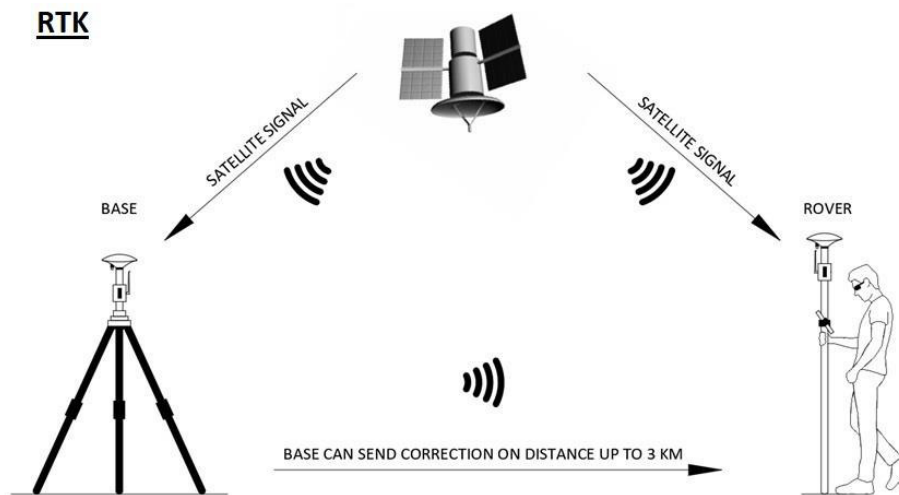 RTK
SATELLITE SIGNAL
SATELLITE SIGNAL
BASE
ROVER
BASE CAN SEND CORRECTION ON DISTANCE UP TO 3 KM